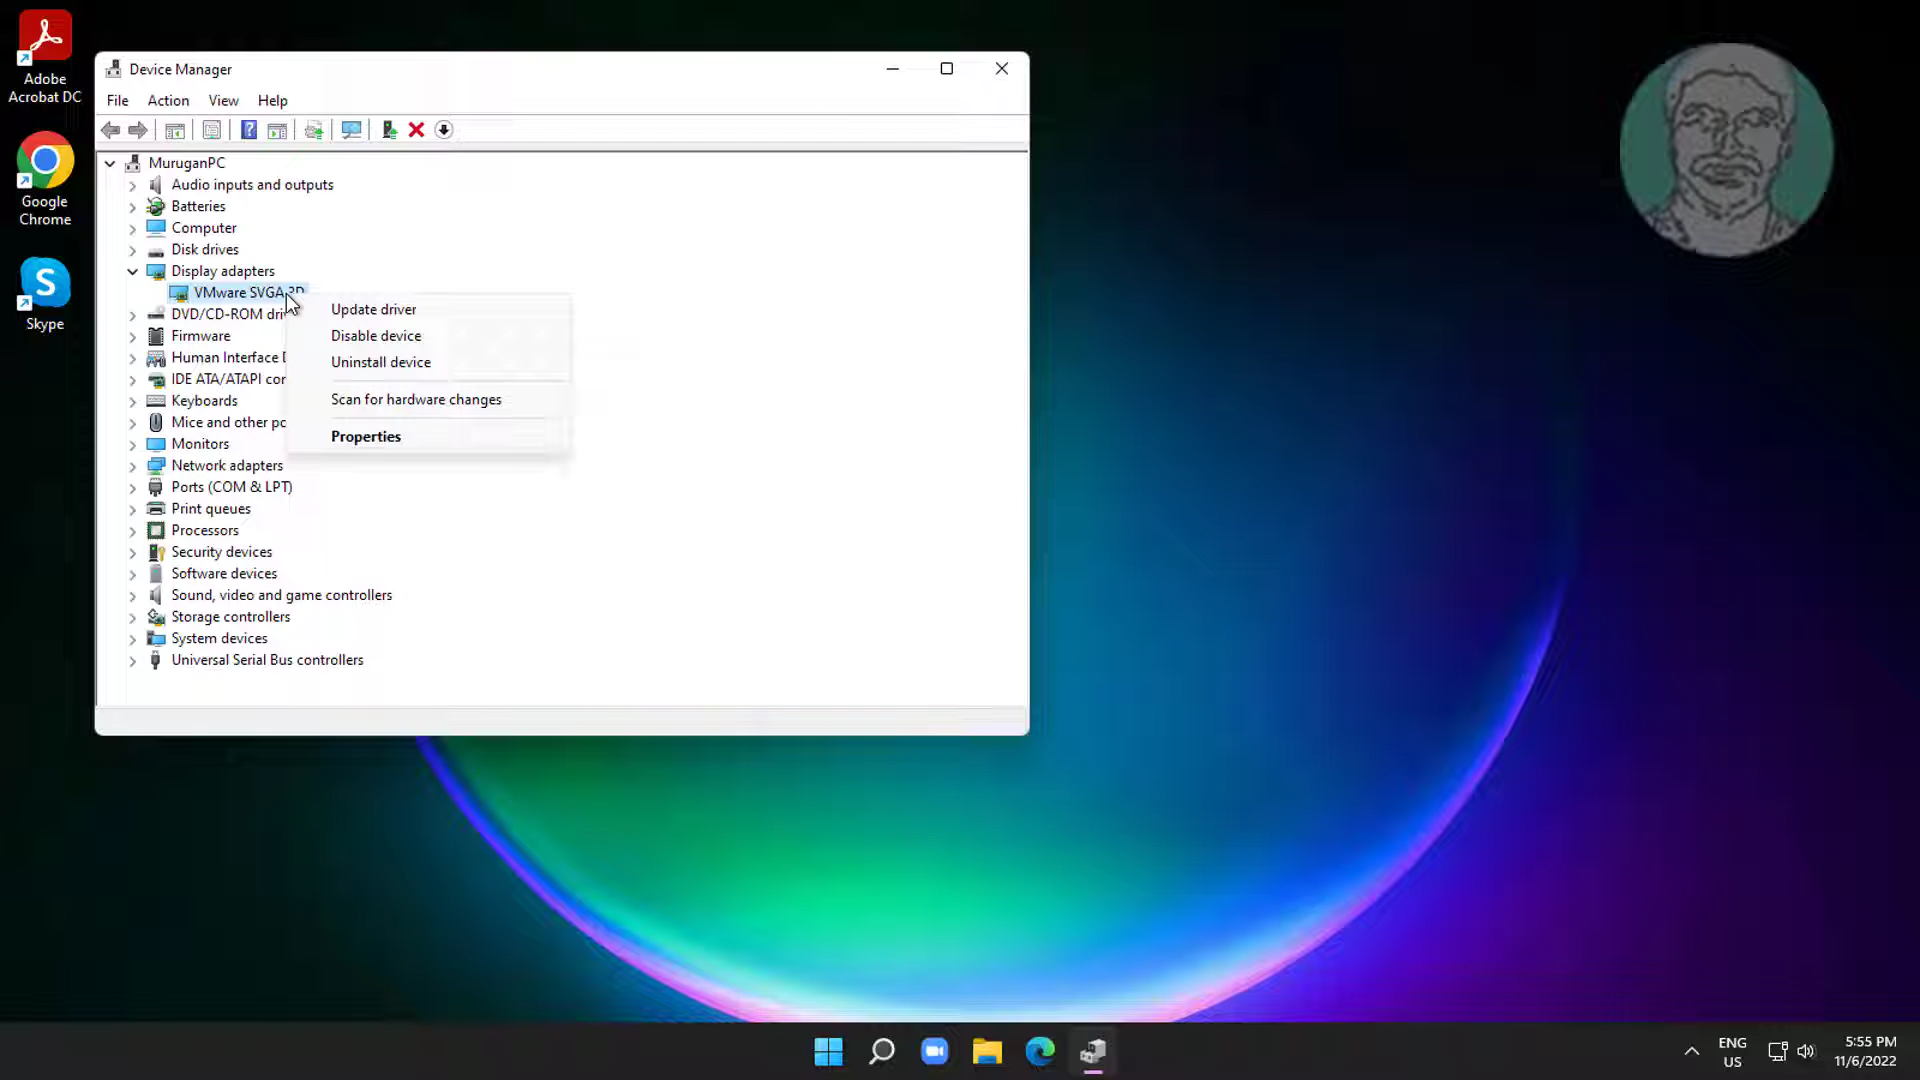 Adobe
Acrobat DC
Google
Chrome
Skype
Device Manager
File Action View Help
MuruganPC
Audio inputs and outputs
Batteries
Computer
Disk drives
Display adapters
VMware SVGA 3D
DVD/CD-ROM dri
Firmware
Human Interface D
IDE ATA/ATAPI cor
Keyboards
Mice and other po
Monitors
Network adapters
Ports (COM & LPT)
Print queues
Processors
Security devices
Software devices
Sound, video and game controllers
Storage controllers
System devices
Universal Serial Bus controllers
Update driver
Disable device
Uninstall device
Scan for hardware changes
Properties
ENG
US
5:55 PM
11/6/2022